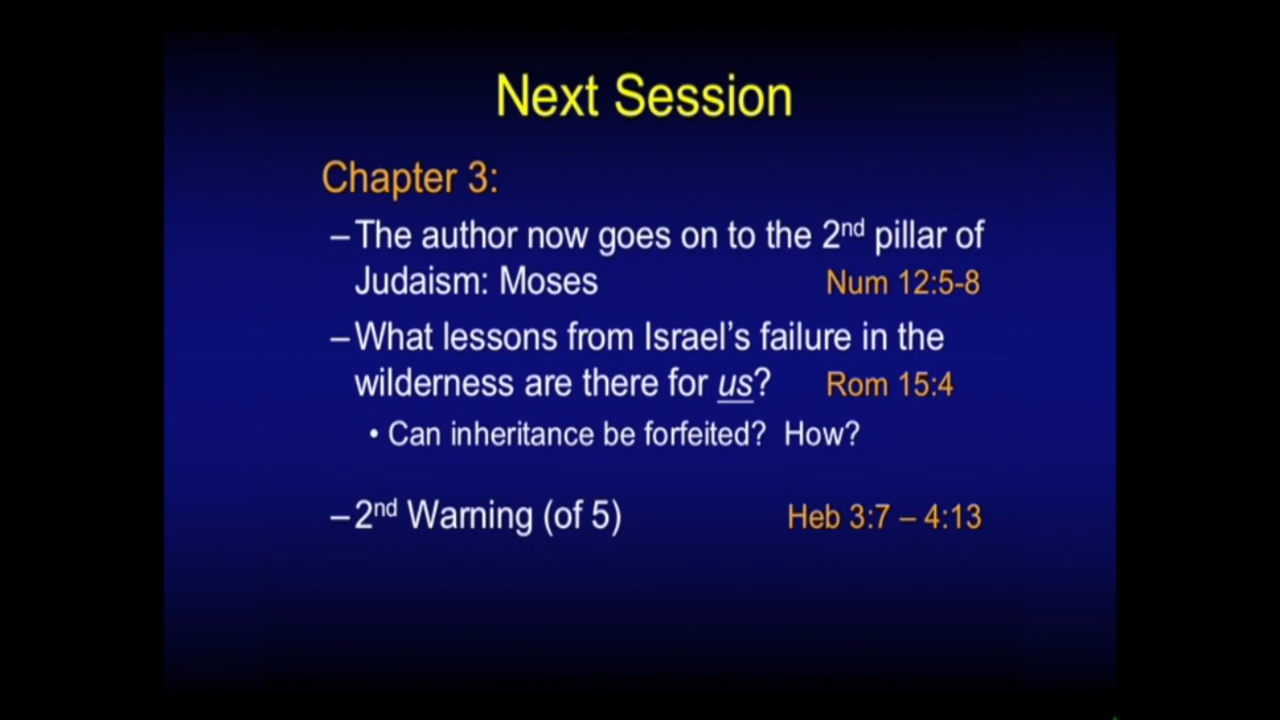 Next Session
Chapter 3:
–The author now goes on to the 2nd pillar of
Judaism: Moses Num 12:5-8
–What lessons from Israel's failure in the
wilderness are there for us? Rom 15:4
• Can inheritance be forfeited? How?
–2nd Warning (of 5) Heb 3:7 – 4:13